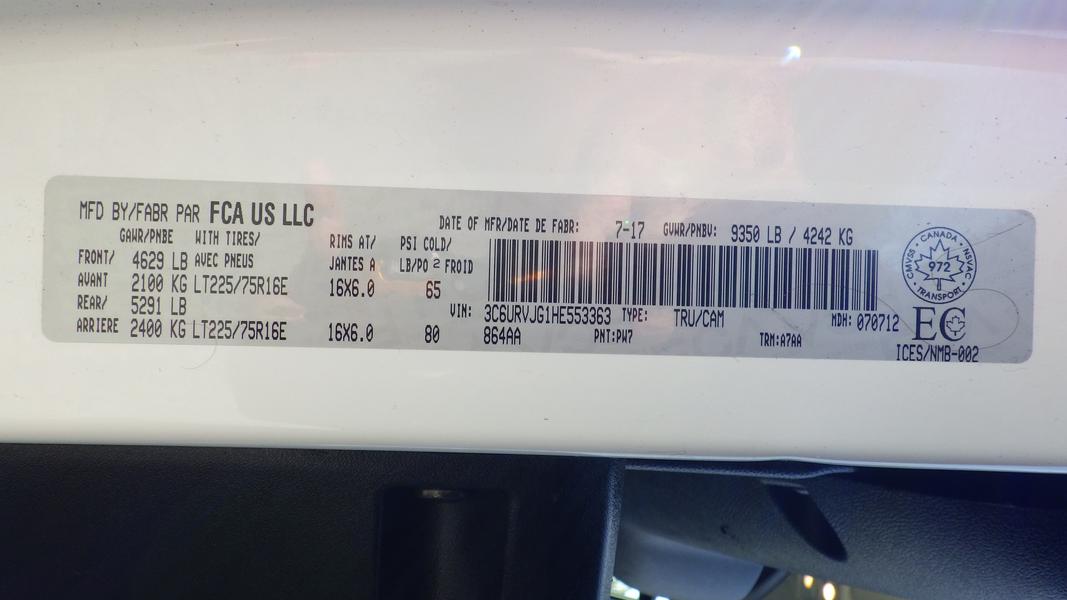 MFD BY/FABR PAR FCA US LLC
DATE OF MFR/DATE DE FABR: 7-17 GVWR/PNBV: 9350 LB / 4242 KG
GAWR/PNBE WITH TIRES/ RIMS AT/ PSI COLD/
FRONT/ 4629 LB AVEC PNEUS JANTES A LB/PO² FROID
AVANT 2100 KG LT225/75R16E 16X6.0 65
REAR/ 5291 LB
ARRIERE 2400 KG LT225/75R16E 16X6.0 80
VIN: 3C6URVJG1HE553363 TYPE: TRU/CAM MDH: 070712
864AA PNT:PW7 TRM:A7AA
CANADA
CMVSS NSVAC
972
TRANSPORT
EC
ICES/NMB-002